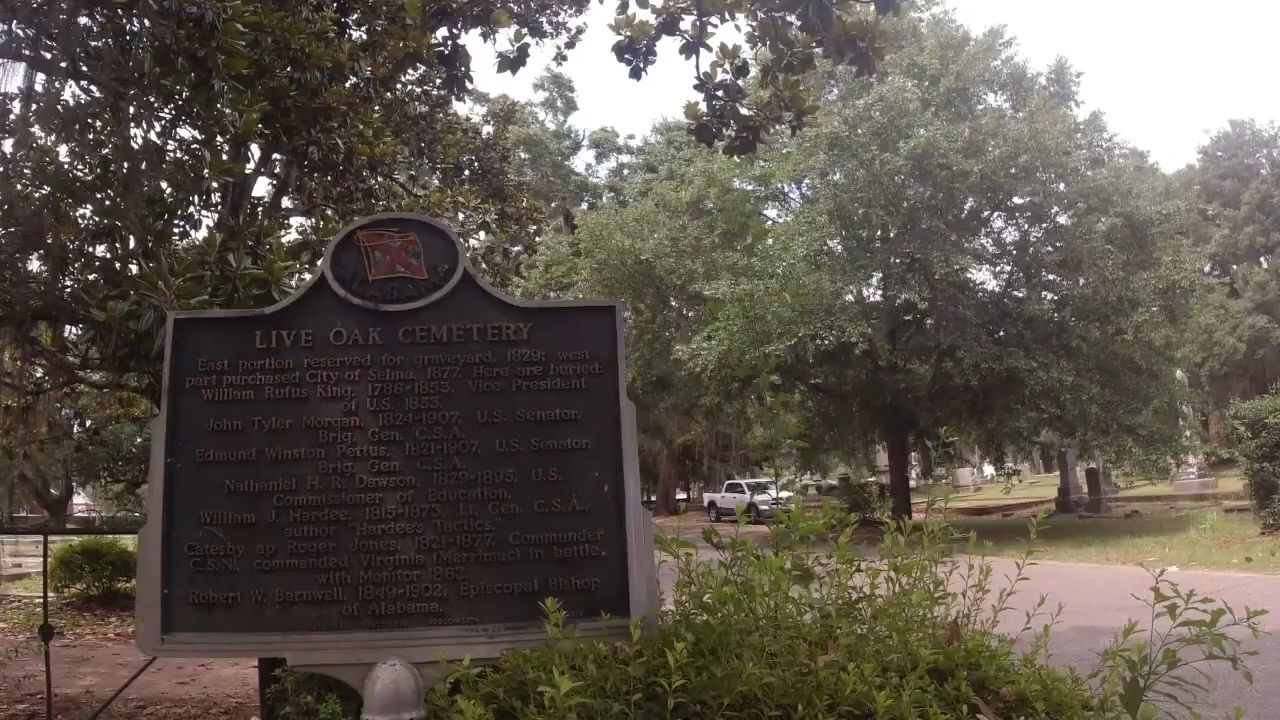 ALABAMA
LIVE OAK CEMETERY
East portion reserved for graveyard, 1829; west
part purchased City of Selma, 1877. Here are buried:
William Rufus King, 1786-1853, Vice President
of U.S. 1853.
John Tyler Morgan, 1824-1907, U.S. Senator,
Brig. Gen. C.S.A.
Edmund Winston Pettus, 1821-1907, U.S. Senator,
Brig. Gen. C.S.A.
Nathaniel H. R. Dawson, 1829-1895, U.S.
Commissioner of Education.
William J. Hardee, 1815-1873, Lt. Gen. C.S.A.,
author "Hardee's Tactics."
Catesby ap Roger Jones, 1821-1877, Commander
C.S.N., commanded Virginia (Merrimac) in battle
with Monitor 1862.
Robert W. Barnwell, 1849-1902, Episcopal Bishop
of Alabama.
ASSOCIATION